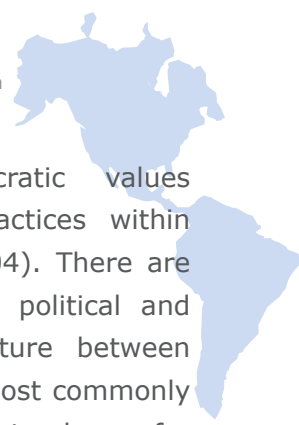 cratic values
actices within
04). There are
political and
ture between
ost commonly